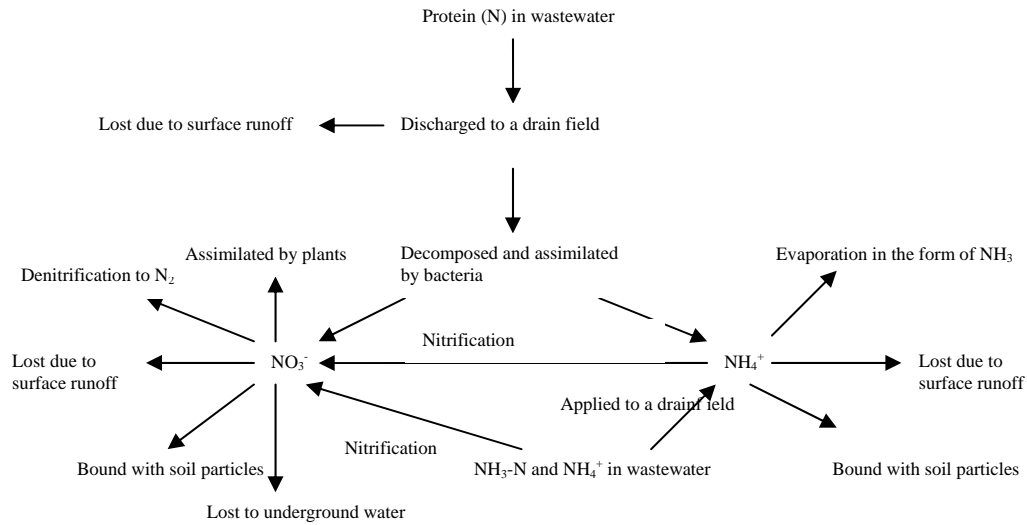 Protein (N) in wastewater
Lost due to surface runoff
Discharged to a drain field
Assimilated by plants
Decomposed and assimilated
by bacteria
Evaporation in the form of NH₃
Denitrification to N₂
Nitrification
Lost due to
surface runoff
NO₃⁻
NH₄⁺
Lost due to
surface runoff
Applied to a drainfield
Nitrification
Bound with soil particles
NH₃-N and NH₄⁺ in wastewater
Bound with soil particles
Lost to underground water